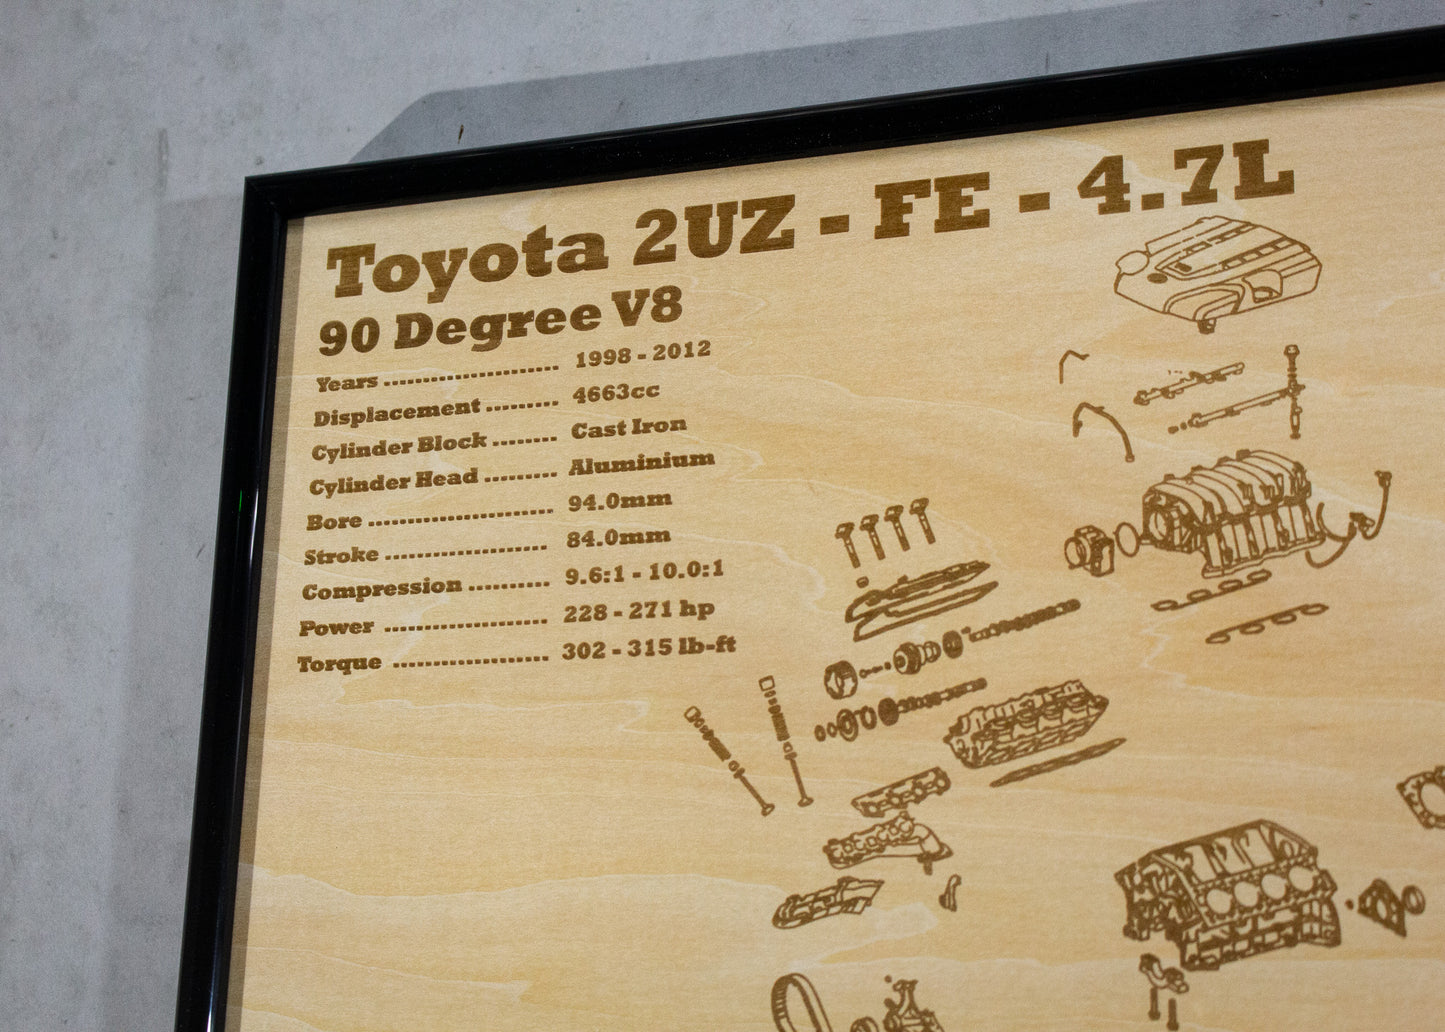 Toyota 2UZ - FE - 4.7L
90 Degree V8
Years ....................... 1998 - 2012
Displacement .......... 4663cc
Cylinder Block ......... Cast Iron
Cylinder Head .......... Aluminium
Bore ......................... 94.0mm
Stroke ...................... 84.0mm
Compression ........... 9.6:1 - 10.0:1
Power ...................... 228 - 271 hp
Torque ..................... 302 - 315 lb-ft